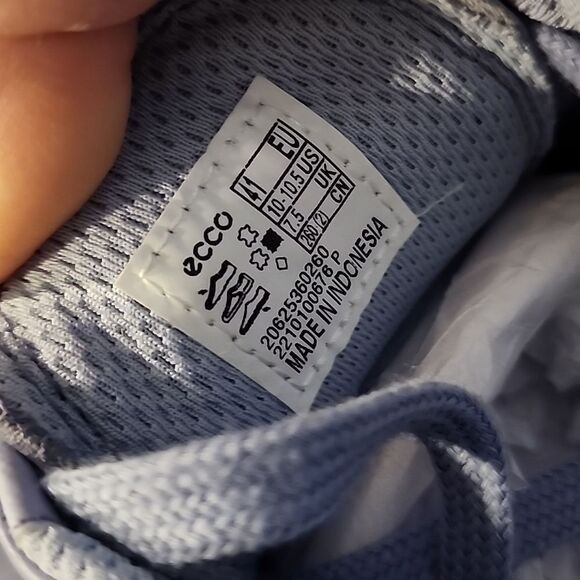 41 EU
10-10.5 US
7.5 UK
260 (2) CN
ecco
20625360260
2210100676 P
MADE IN INDONESIA